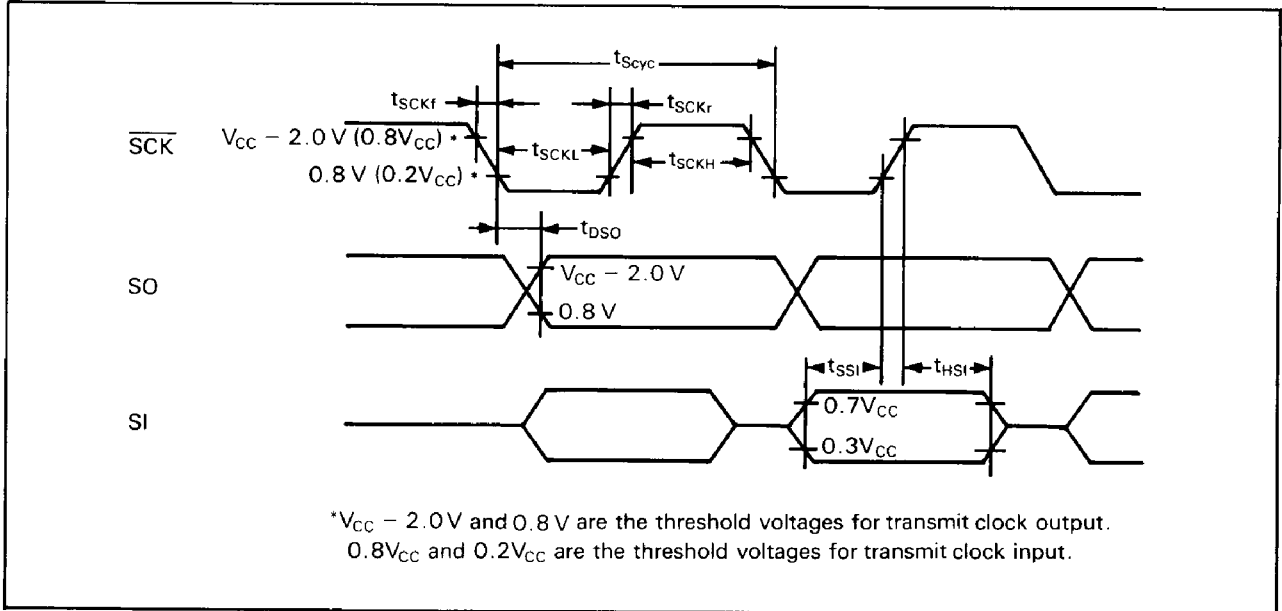 tScyc
tSCKf
tSCKr
SCK
VCC − 2.0 V (0.8VCC) *
tSCKL
tSCKH
0.8 V (0.2VCC) *
tDSO
SO
VCC − 2.0 V
0.8 V
tSSI
tHSI
SI
0.7VCC
0.3VCC
*VCC − 2.0 V and 0.8 V are the threshold voltages for transmit clock output.
0.8VCC and 0.2VCC are the threshold voltages for transmit clock input.